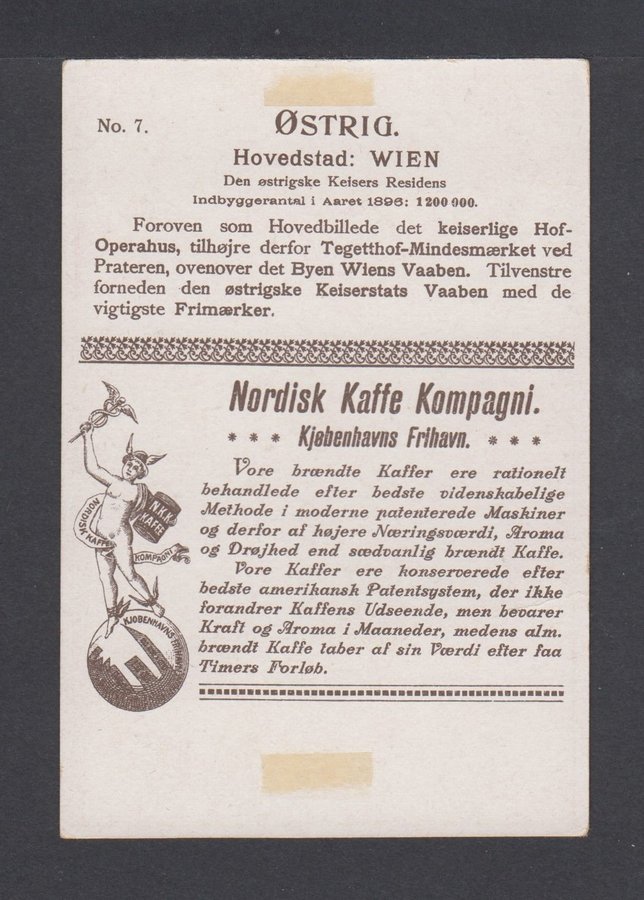 No. 7.
ØSTRIG.
Hovedstad: WIEN
Den østrigske Keisers Residens
Indbyggerantal i Aaret 1896: 1200000.
Foroven som Hovedbillede det keiserlige Hof-
Operahus, tilhøjre derfor Tegetthof-Mindesmærket ved
Prateren, ovenover det Byen Wiens Vaaben. Tilvenstre
forneden den østrigske Keiserstats Vaaben med de
vigtigste Frimærker.
Nordisk Kaffe Kompagni.
* * * Kjøbenhavns Frihavn. * * *
Vore brændte Kaffer ere rationelt
behandlede efter bedste videnskabelige
Methode i moderne patenterede Maskiner
og derfor af højere Næringsværdi, Aroma
og Drøjhed end sædvanlig brændt Kaffe.
Vore Kaffer ere konserverede efter
bedste amerikansk Patentsystem, der ikke
forandrer Kaffens Udseende, men bevarer
Kraft og Aroma i Maaneder, medens alm.
brændt Kaffe taber af sin Værdi efter faa
Timers Forløb.
N.K.K.
KAFFE
NORDISK KAFFE
KOMPAGNI
KJØBENHAVNS FRIHAVN